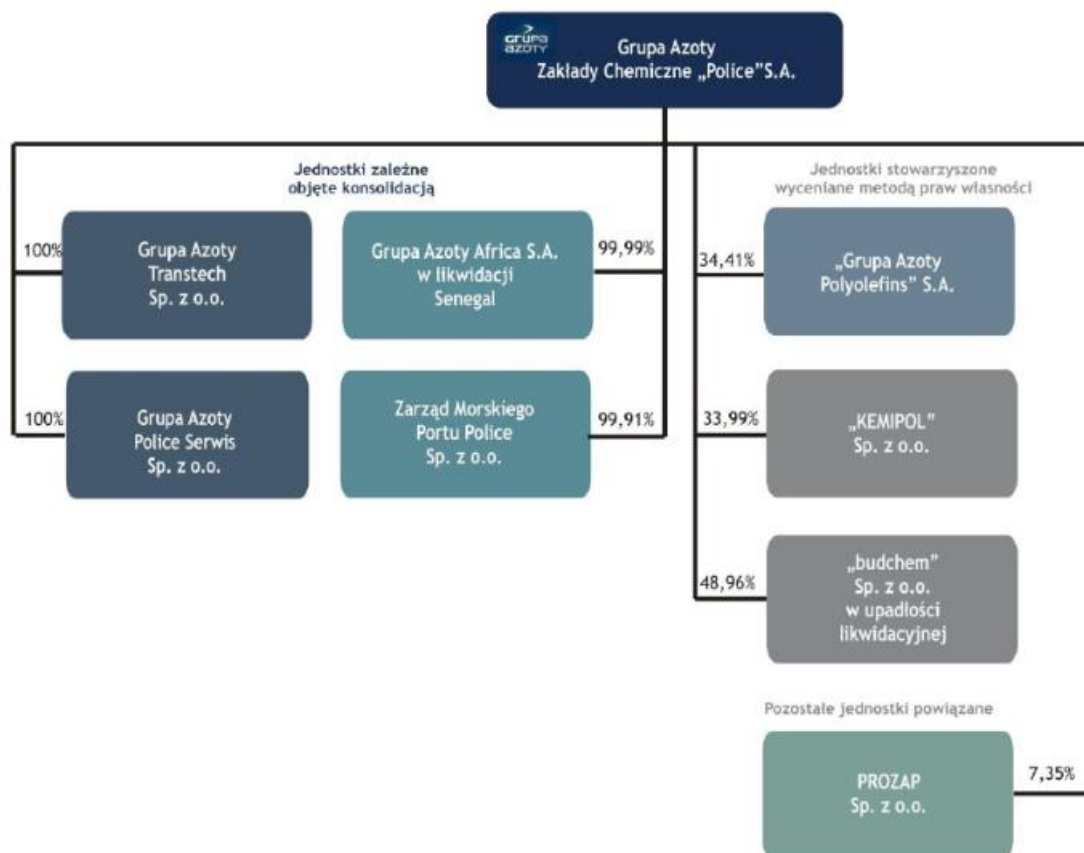 GRUPA
AZOTY
Grupa Azoty
Zakłady Chemiczne „Police”S.A.
Jednostki zależne
objęte konsolidacją
Jednostki stowarzyszone
wyceniane metodą praw własności
100%
Grupa Azoty
Transtech
Sp. z o.o.
Grupa Azoty Africa S.A.
w likwidacji
Senegal
99,99%
34,41%
„Grupa Azoty
Polyolefins” S.A.
100%
Grupa Azoty
Police Serwis
Sp. z o.o.
Zarząd Morskiego
Portu Police
Sp. z o.o.
99,91%
33,99%
„KEMIPOL”
Sp. z o.o.
48,96%
„budchem”
Sp. z o.o.
w upadłości
likwidacyjnej
Pozostałe jednostki powiązane
PROZAP
Sp. z o.o.
7,35%